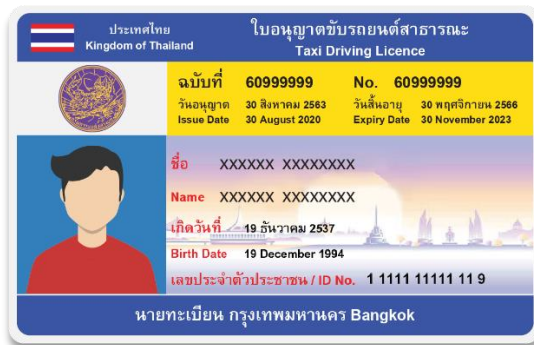 ประเทศไทย
Kingdom of Thailand
ใบอนุญาตขับรถยนต์สาธารณะ
Taxi Driving Licence
ฉบับที่ 60999999 No. 60999999
วันอนุญาต 30 สิงหาคม 2563 วันสิ้นอายุ 30 พฤศจิกายน 2566
Issue Date 30 August 2020 Expiry Date 30 November 2023
ชื่อ XXXXXX XXXXXXXX
Name XXXXXX XXXXXXXX
เกิดวันที่ 19 ธันวาคม 2537
Birth Date 19 December 1994
เลขประจำตัวประชาชน / ID No. 1 1111 11111 11 9
นายทะเบียน กรุงเทพมหานคร Bangkok